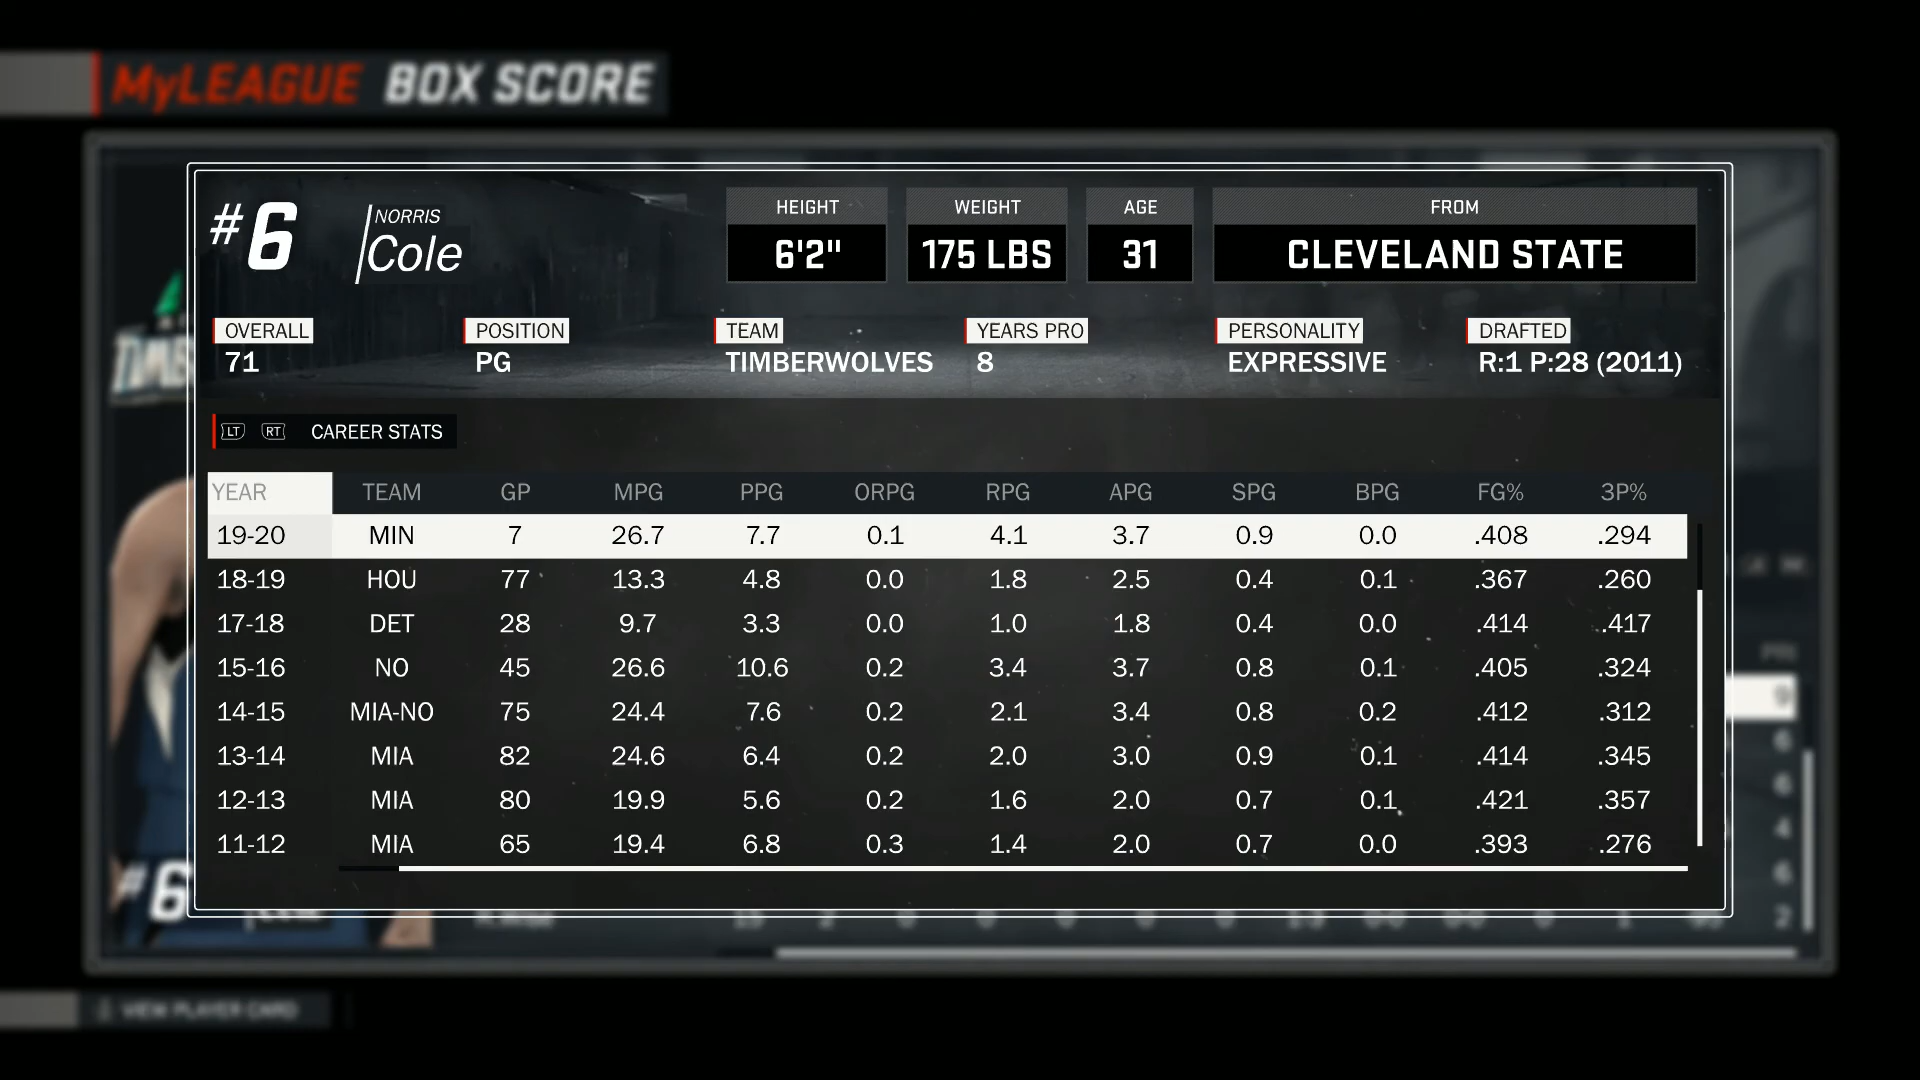 MyLEAGUE BOX SCORE
#6 NORRIS Cole
HEIGHT WEIGHT AGE FROM
6'2" 175 LBS 31 CLEVELAND STATE
OVERALL POSITION TEAM YEARS PRO PERSONALITY DRAFTED
71 PG TIMBERWOLVES 8 EXPRESSIVE R:1 P:28 (2011)
LT RT CAREER STATS
YEAR TEAM GP MPG PPG ORPG RPG APG SPG BPG FG% 3P%
19-20 MIN 7 26.7 7.7 0.1 4.1 3.7 0.9 0.0 .408 .294
18-19 HOU 77 13.3 4.8 0.0 1.8 2.5 0.4 0.1 .367 .260
17-18 DET 28 9.7 3.3 0.0 1.0 1.8 0.4 0.0 .414 .417
15-16 NO 45 26.6 10.6 0.2 3.4 3.7 0.8 0.1 .405 .324
14-15 MIA-NO 75 24.4 7.6 0.2 2.1 3.4 0.8 0.2 .412 .312
13-14 MIA 82 24.6 6.4 0.2 2.0 3.0 0.9 0.1 .414 .345
12-13 MIA 80 19.9 5.6 0.2 1.6 2.0 0.7 0.1 .421 .357
11-12 MIA 65 19.4 6.8 0.3 1.4 2.0 0.7 0.0 .393 .276
#6
VIEW PLAYER CARD